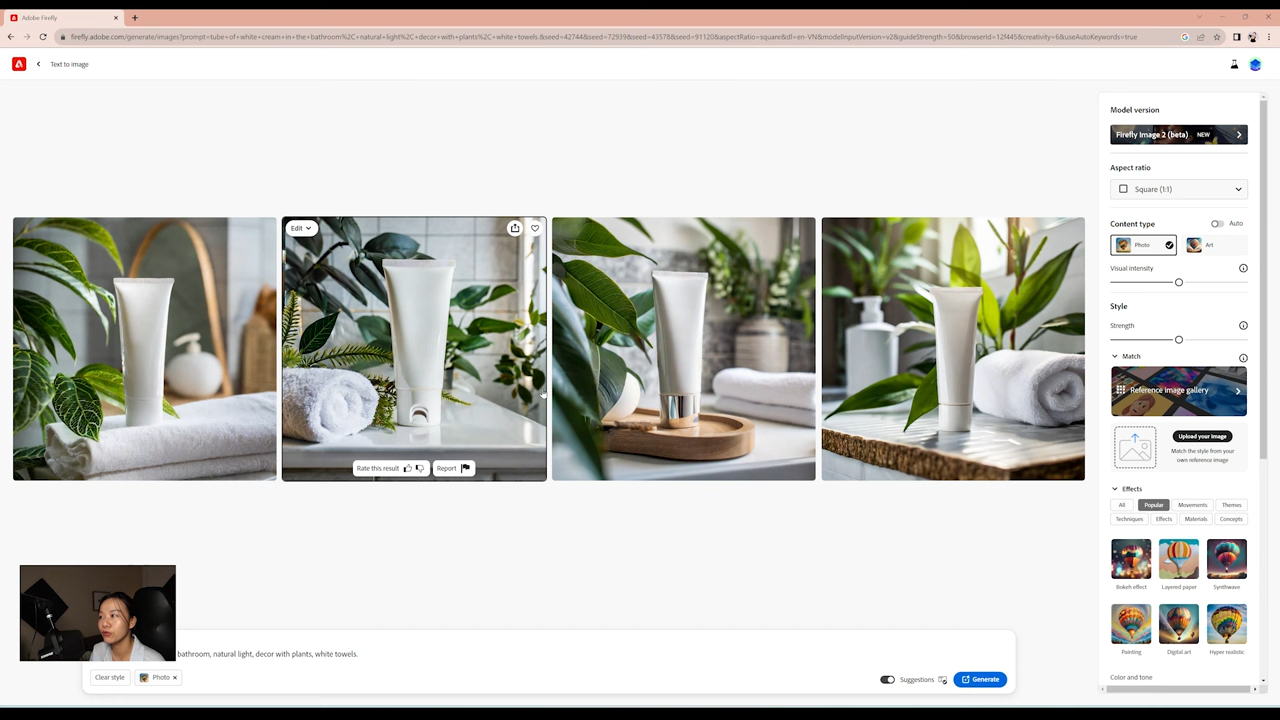 Adobe Firefly
firefly.adobe.com/generate/images?prompt=tube+of+white+cream+in+the+bathroom%2C+natural+light%2C+decor+with+plants%2C+white+towels.&seed=42744&seed=72939&seed=43578&seed=91120&aspectRatio=square&dl=en-VN&modelInputVersion=v2&guideStrength=50&browserId=12f445&creativity=6&useAutoKeywords=true
Text to image
Model version
Firefly Image 2 (beta) NEW
Aspect ratio
Square (1:1)
Content type Auto
Photo Art
Visual intensity
Style
Strength
Match
Reference image gallery
Upload your image
Match the style from your
own reference image
Effects
All Popular Movements Themes
Techniques Effects Materials Concepts
Bokeh effect Layered paper Synthwave
Painting Digital art Hyper realistic
Color and tone
Edit
Rate this result Report
bathroom, natural light, decor with plants, white towels.
Clear style Photo Suggestions Generate